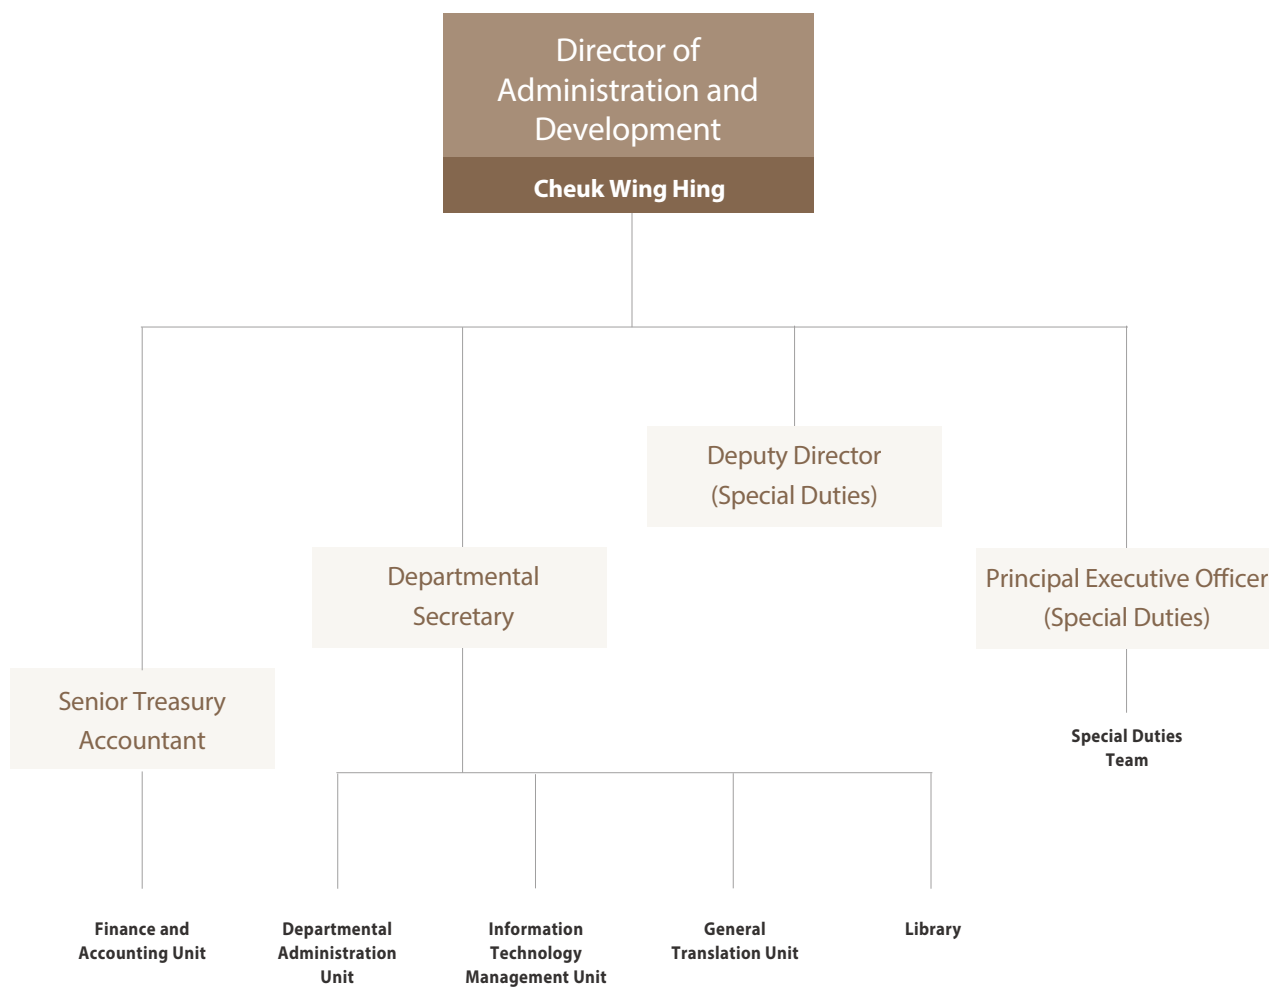 Director of
Administration and
Development
Cheuk Wing Hing
Deputy Director
(Special Duties)
Departmental
Secretary
Principal Executive Officer
(Special Duties)
Senior Treasury
Accountant
Special Duties
Team
Finance and
Accounting Unit
Departmental
Administration
Unit
Information
Technology
Management Unit
General
Translation Unit
Library